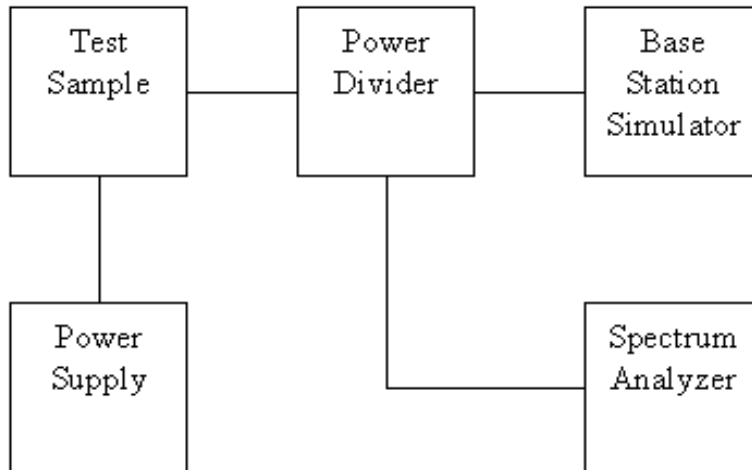 Test
Sample
Power
Divider
Base
Station
Simulator
Power
Supply
Spectrum
Analyzer